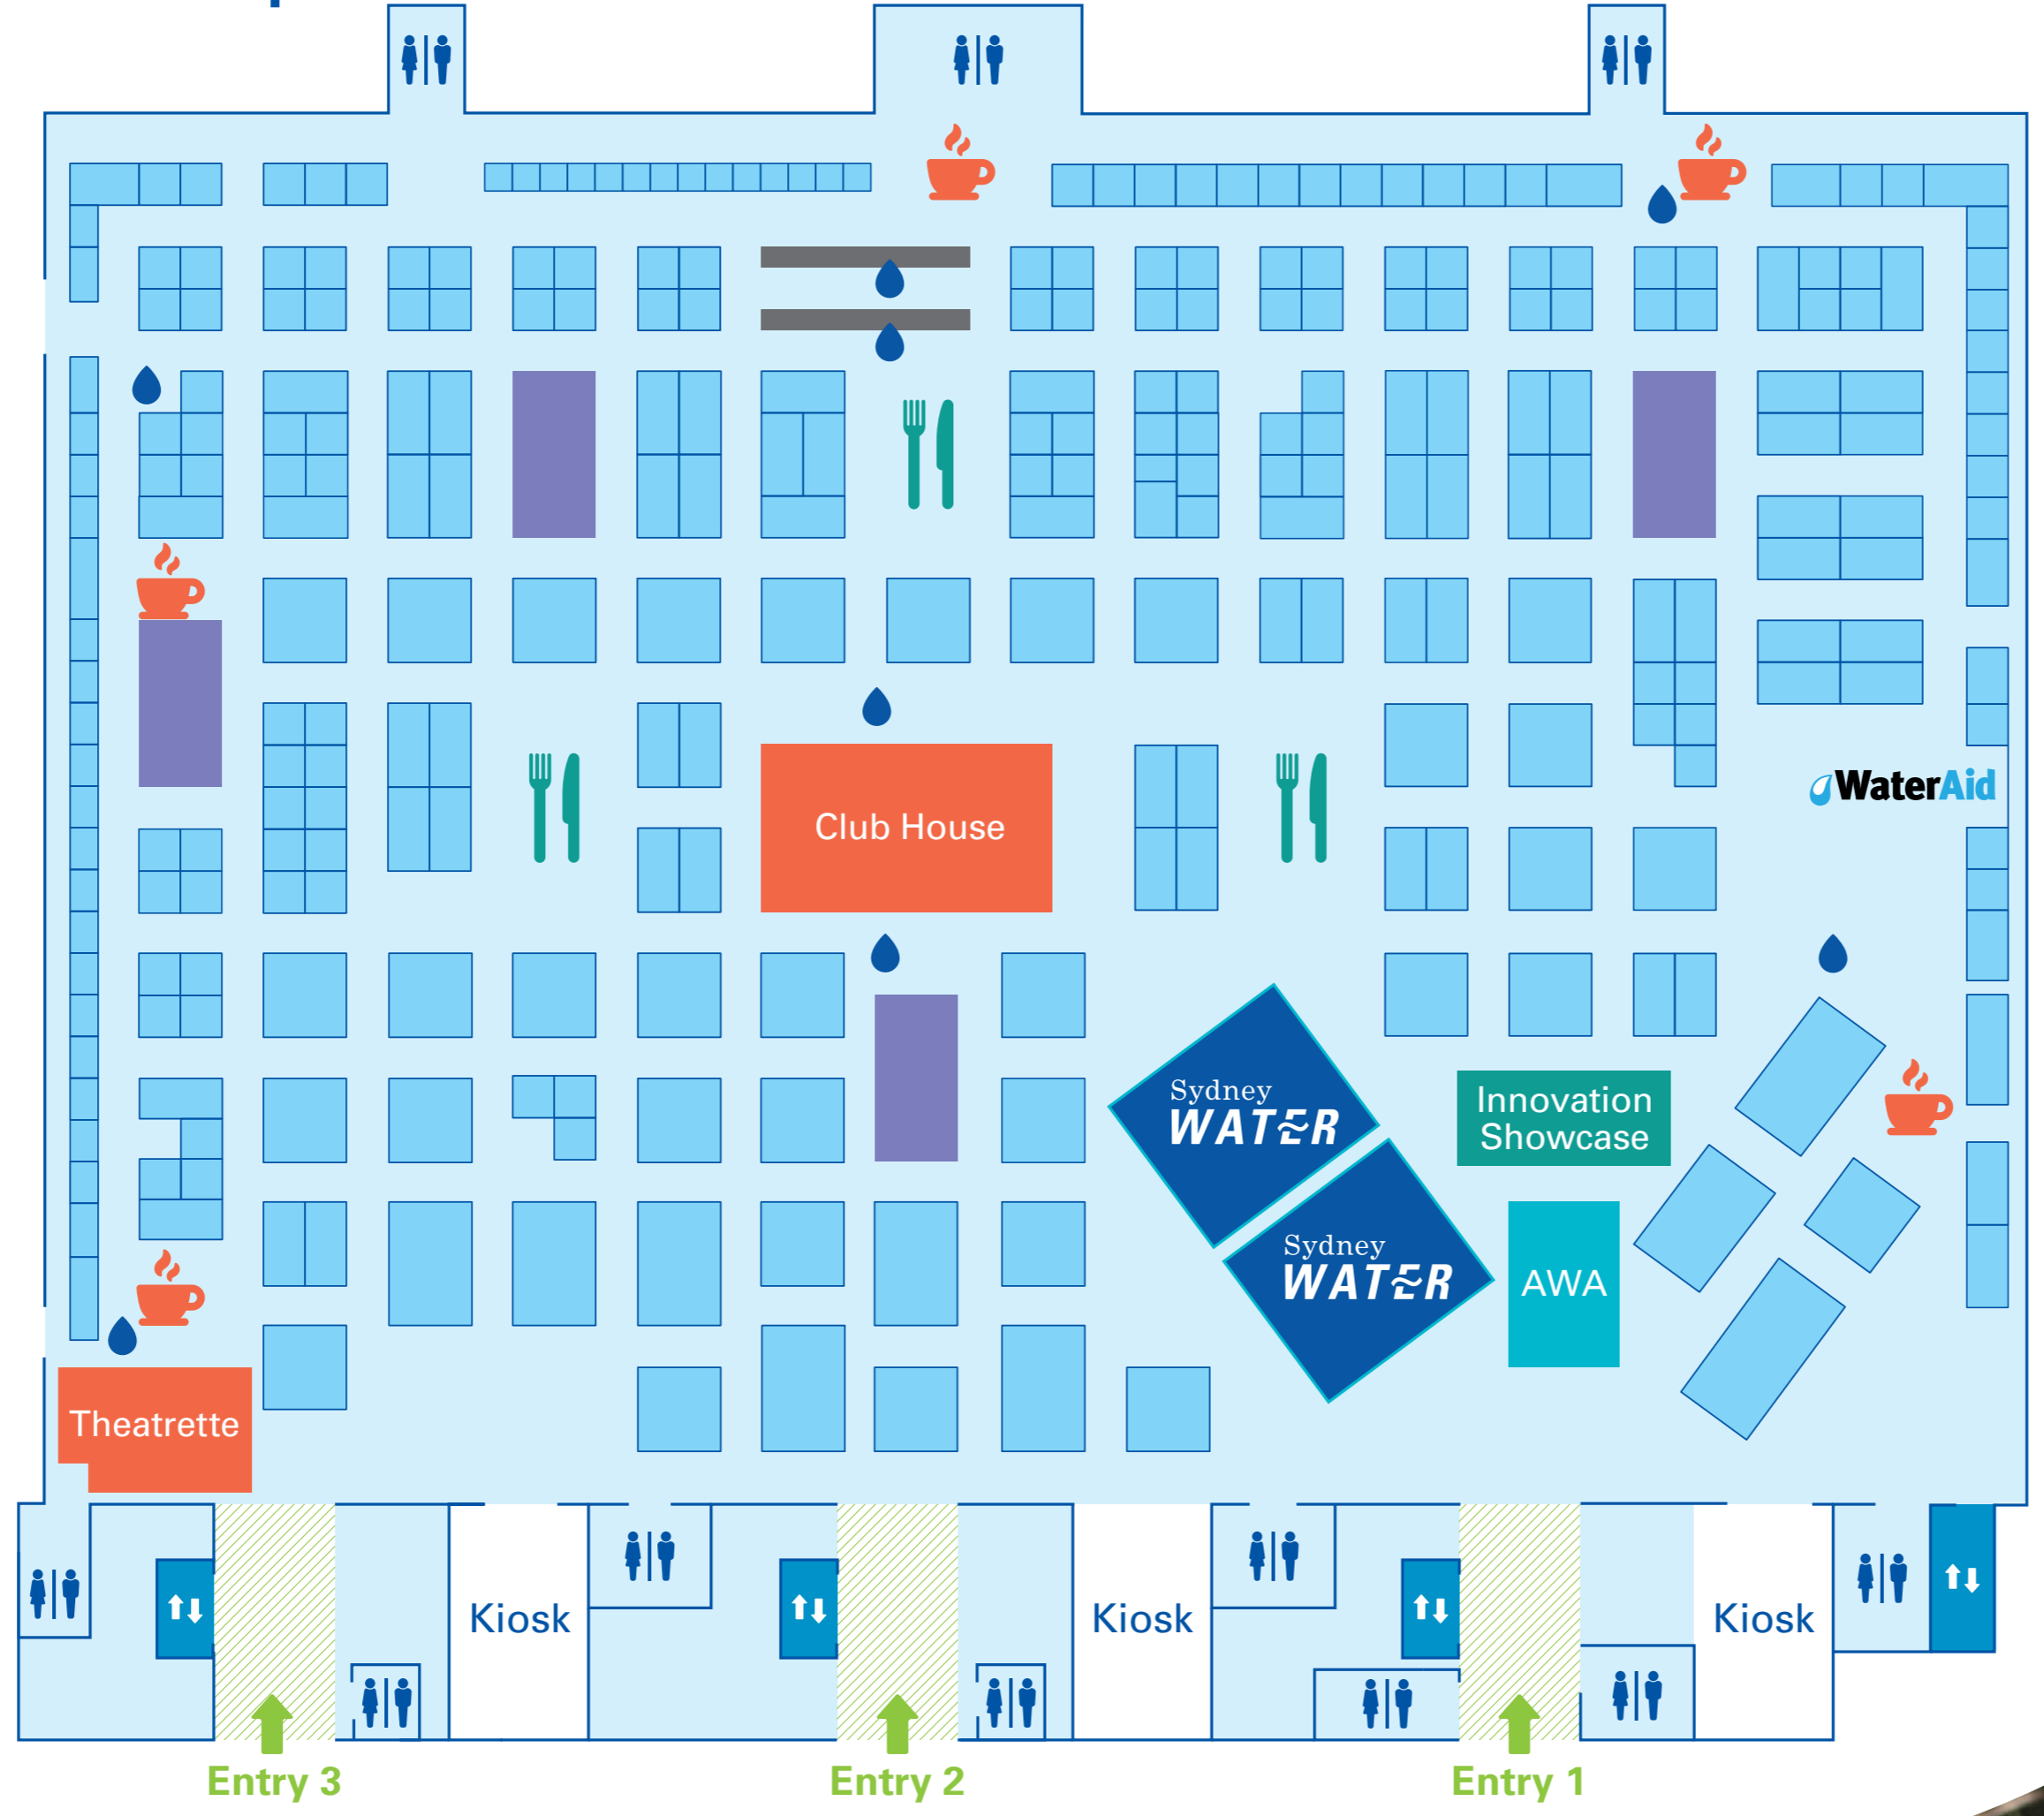 WaterAid
Club House
Sydney
WATER
Innovation
Showcase
Sydney
WATER
AWA
Theatrette
Kiosk
Kiosk
Kiosk
Entry 3
Entry 2
Entry 1